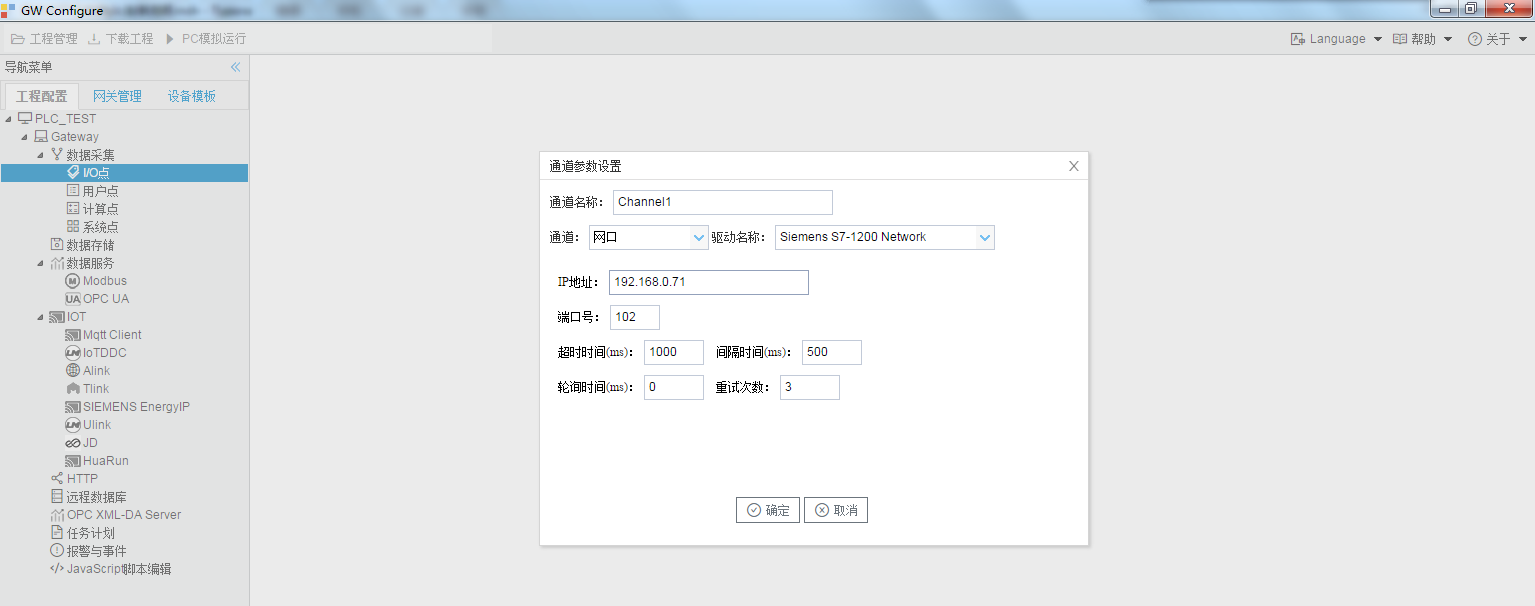 GW Configure
工程管理 下载工程 PC模拟运行 Language 帮助 关于
导航菜单
工程配置 网关管理 设备模板
PLC_TEST
Gateway
数据采集
I/O点
用户点
计算点
系统点
数据存储
数据服务
Modbus
UA OPC UA
IOT
Mqtt Client
IoTDDC
Alink
Tlink
SIEMENS EnergyIP
Ulink
JD
HuaRun
HTTP
远程数据库
OPC XML-DA Server
任务计划
报警与事件
JavaScript脚本编辑
通道参数设置
通道名称： Channel1
通道： 网口 驱动名称： Siemens S7-1200 Network
IP地址： 192.168.0.71
端口号： 102
超时时间(ms)： 1000 间隔时间(ms)： 500
轮询时间(ms)： 0 重试次数： 3
确定 取消